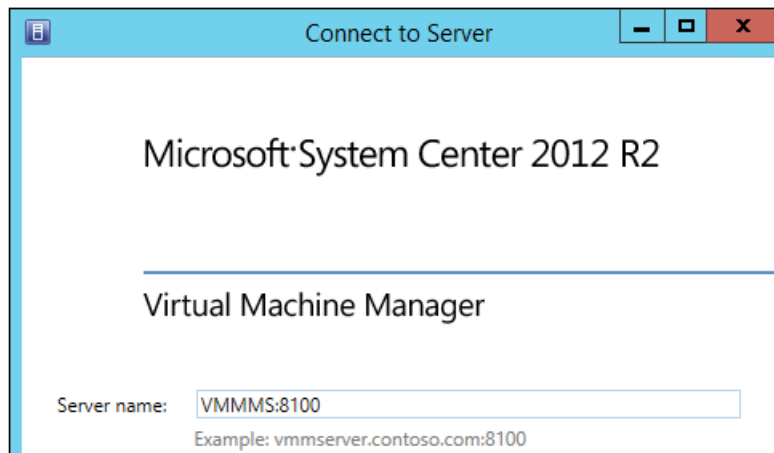 Connect to Server
Microsoft System Center 2012 R2
Virtual Machine Manager
Server name: VMMMS:8100
Example: vmmserver.contoso.com:8100